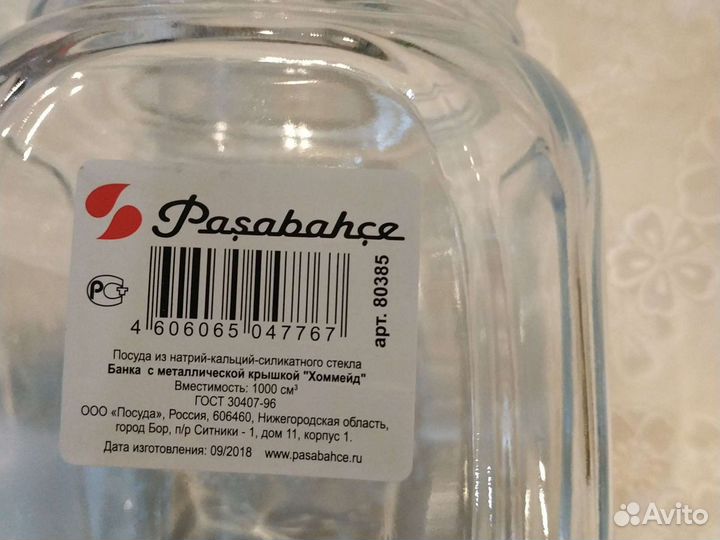 Paşabahçe
РСТ
4 606065 047767
арт. 80385
Посуда из натрий-кальций-силикатного стекла
Банка с металлической крышкой "Хоммейд"
Вместимость: 1000 см³
ГОСТ 30407-96
ООО «Посуда», Россия, 606460, Нижегородская область,
город Бор, п/р Ситники - 1, дом 11, корпус 1.
Дата изготовления: 09/2018 www.pasabahce.ru
Avito